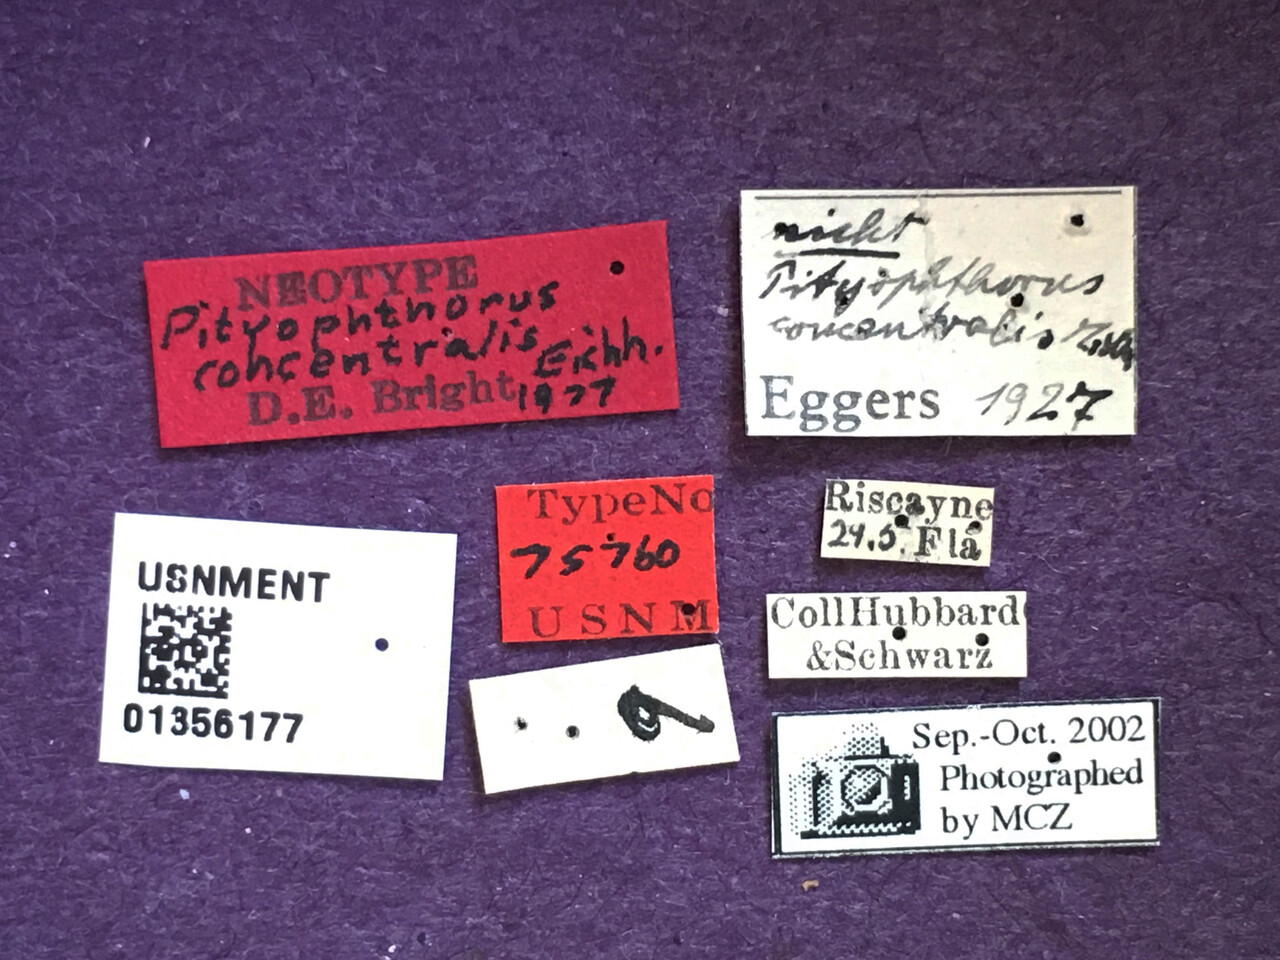 NEOTYPE
Pityophthorus
concentralis Eichh.
D.E. Bright 1977
nicht
Pityophthorus
concentralis
Eggers 1927
TypeNo
75760
USNM
Riscayne
24.5. Fla
CollHubbard
&Schwarz
USNMENT
01356177
Sep.-Oct. 2002
Photographed
by MCZ